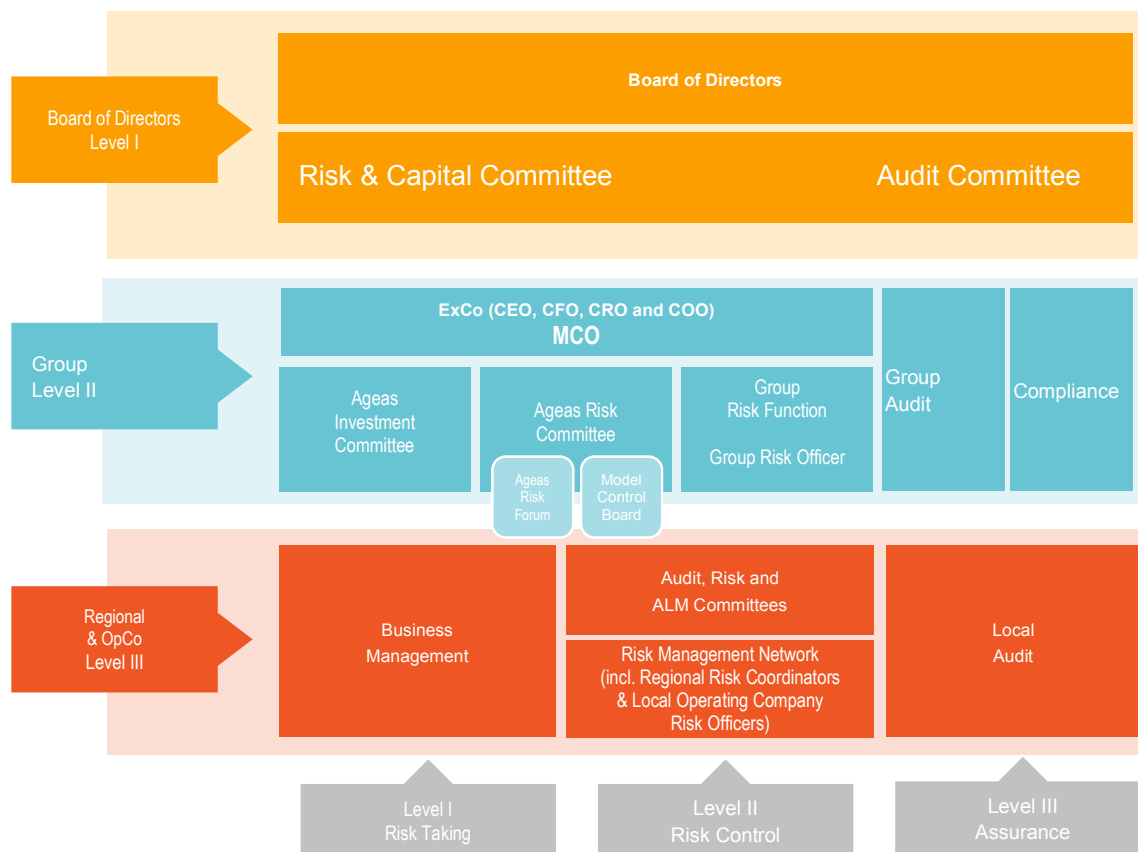 Board of Directors
Level I
Board of Directors
Risk & Capital Committee
Audit Committee
Group
Level II
ExCo (CEO, CFO, CRO and COO)
MCO
Ageas
Investment
Committee
Ageas Risk
Committee
Group
Risk Function
Group Risk Officer
Group
Audit
Compliance
Ageas
Risk
Forum
Model
Control
Board
Regional
& OpCo
Level III
Business
Management
Audit, Risk and
ALM Committees
Risk Management Network
(incl. Regional Risk Coordinators
& Local Operating Company
Risk Officers)
Local
Audit
Level I
Risk Taking
Level II
Risk Control
Level III
Assurance